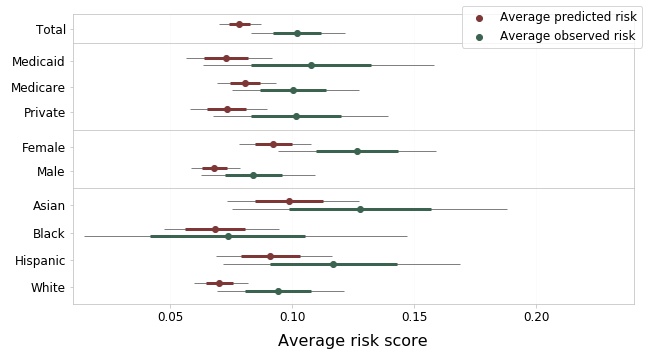 Average predicted risk
Average observed risk
Total
Medicaid
Medicare
Private
Female
Male
Asian
Black
Hispanic
White
0.05 0.10 0.15 0.20
Average risk score